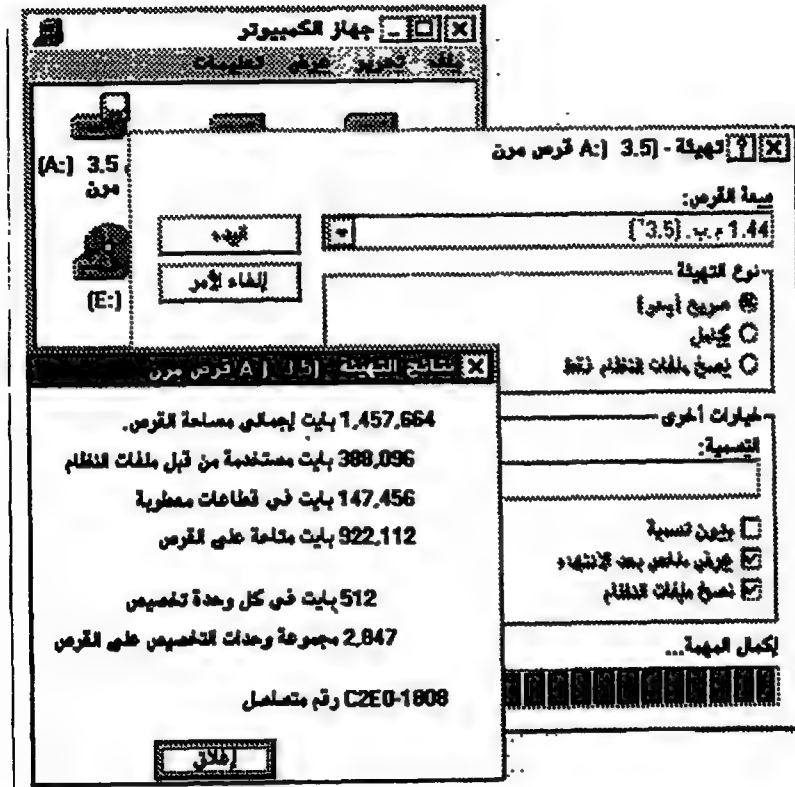 جهاز الكمبيوتر
ملف تحرير عرض تعليمات
3.5 (A:)
مرن
(E:)
تهيئة - (A:) 3.5 قرص مرن
سعة القرص:
1.44 م.ب. (3.5")
نوع التهيئة
سريع (يمحو)
كامل
نسخ ملفات النظام فقط
بدء
إلغاء الأمر
خيارات أخرى
التسمية:
بدون تسمية
عرض ملخص بعد الانتهاء
نسخ ملفات النظام
إكمال المهمة...
نتائج التهيئة - (A:) 3.5 قرص مرن
1,457,664 بايت إجمالي مساحة القرص.
388,096 بايت مستخدمة من قبل ملفات النظام
147,456 بايت في قطاعات معطوبة
922,112 بايت متاحة على القرص
512 بايت في كل وحدة تخصيص
2,847 مجموعة وحدات التخصيص على القرص
C2E0-1808 رقم متسلسل
إغلاق